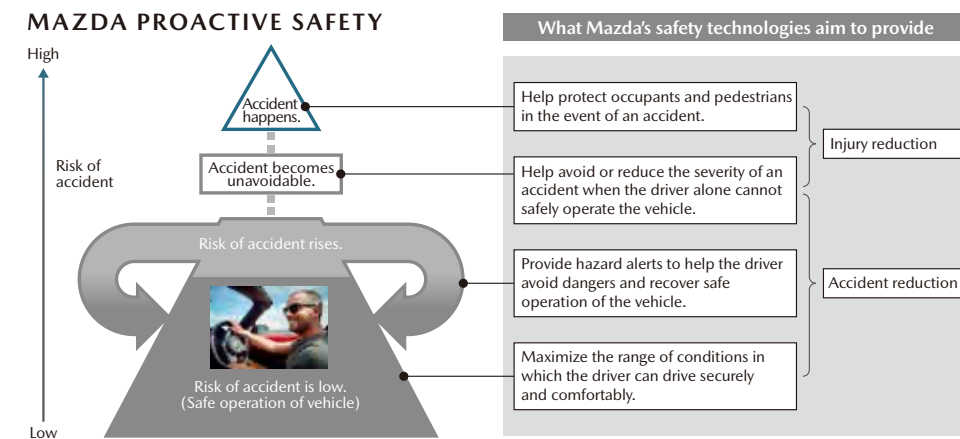 MAZDA PROACTIVE SAFETY
What Mazda's safety technologies aim to provide
High
Risk of
accident
Low
Accident
happens.
Accident becomes
unavoidable.
Risk of accident rises.
Risk of accident is low.
(Safe operation of vehicle)
Help protect occupants and pedestrians
in the event of an accident.
Help avoid or reduce the severity of an
accident when the driver alone cannot
safely operate the vehicle.
Provide hazard alerts to help the driver
avoid dangers and recover safe
operation of the vehicle.
Maximize the range of conditions in
which the driver can drive securely
and comfortably.
Injury reduction
Accident reduction